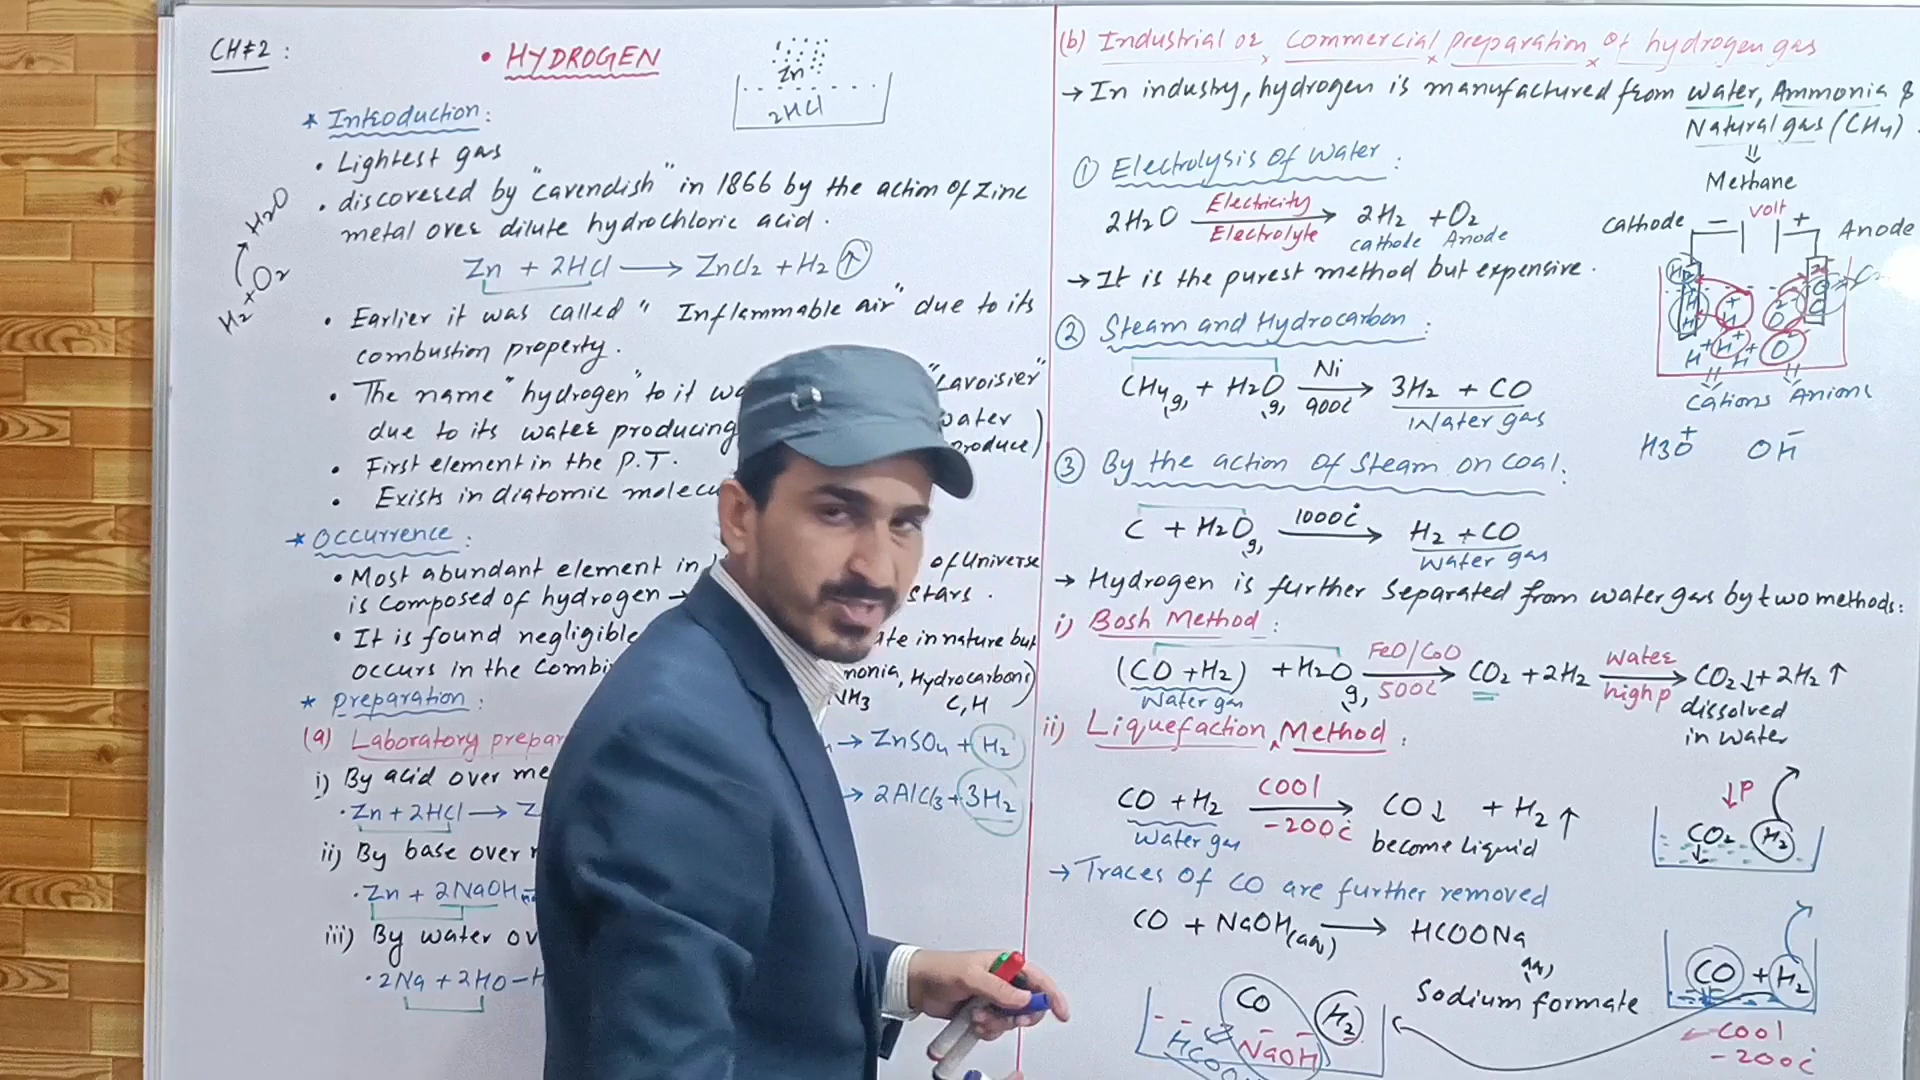 CH#2:
• HYDROGEN
Zn
2HCl
* Introduction:
• Lightest gas
• discovered by "Cavendish" in 1866 by the action of Zinc
metal over dilute hydrochloric acid.
Zn + 2HCl → ZnCl2 + H2 ↑
H2 + O2 → H2O
• Earlier it was called "Inflammable air" due to its
combustion property.
• The name "hydrogen" to it "Lavoisier"
due to its water producing water
produce)
• First element in the P.T.
• Exists in diatomic
* Occurrence:
• Most abundant element in of Universe
is composed of hydrogen → stars.
• It is found negligible in nature but
occurs in the Hydrocarbons)
NH3 C,H
* Preparation:
(a) Laboratory
→ ZnSO4 + H2
i) By acid over
→ 2AlCl3 + 3H2
• Zn + 2HCl →
ii) By base over
• Zn + 2NaOH
iii) By water
• 2Na + 2HO – H
(b) Industrial or commercial preparation of hydrogen gas
→ In industry, hydrogen is manufactured from water, Ammonia &
Natural gas (CH4).
=
Methane
① Electrolysis of water:
2H2O Electricity → Electrolyte 2H2 + O2
cathode Anode
→ It is the purest method but expensive.
Cathode – volt + Anode
H+ H+ H+
O
Cations Anions
H3O+ OH–
② Steam and Hydrocarbon:
CH4(g) + H2O(g) Ni → 900c 3H2 + CO
Water gas
③ By the action of steam on coal:
C + H2O(g) 1000c → H2 + CO
Water gas
→ Hydrogen is further separated from water gas by two methods:
i) Bosh Method:
(CO + H2) + H2O(g) FeO/CoO → 500c CO2 + 2H2 water → high p CO2↓ + 2H2 ↑
Water gas
dissolved
in water
ii) Liquefaction Method:
CO + H2 COOl → -200c CO↓ + H2 ↑
Water gas become liquid
↓P
CO2 H2
→ Traces of CO are further removed
CO + NaOH(aq) → HCOONa
(aq)
Sodium formate
CO + H2
COOl
-200c
CO H2
NaOH